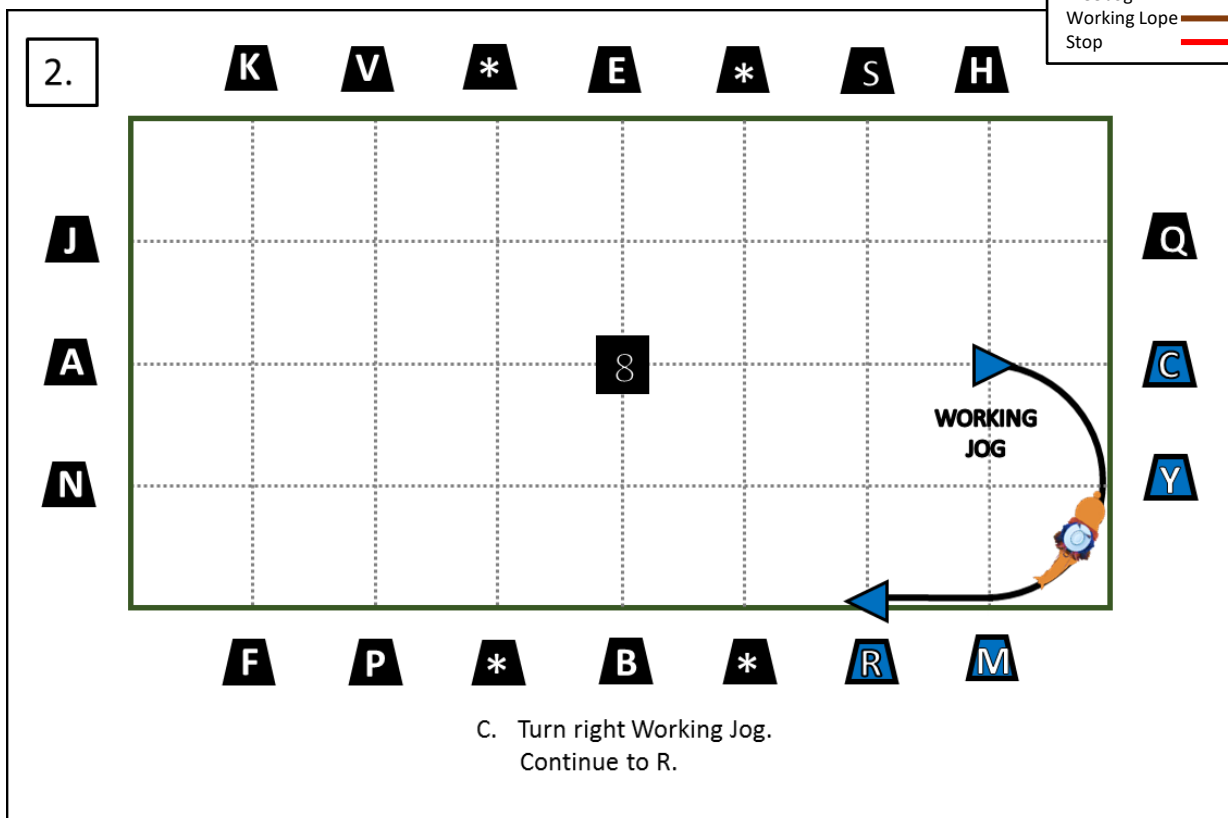 Working Lope
Stop
2.
K V * E * S H
J
Q
A
8
C
WORKING
JOG
N
Y
F P * B * R M
C. Turn right Working Jog.
Continue to R.